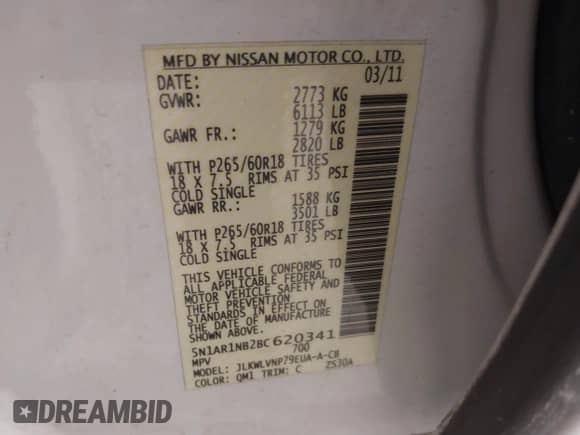 MFD BY NISSAN MOTOR CO., LTD.
DATE: 03/11
GVWR: 2773 KG
6113 LB
GAWR FR.: 1279 KG
2820 LB
WITH P265/60R18 TIRES
18 X 7.5 RIMS AT 35 PSI
COLD SINGLE
GAWR RR.: 1588 KG
3501 LB
WITH P265/60R18 TIRES
18 X 7.5 RIMS AT 35 PSI
COLD SINGLE
THIS VEHICLE CONFORMS TO
ALL APPLICABLE FEDERAL
MOTOR VEHICLE SAFETY AND
THEFT PREVENTION
STANDARDS IN EFFECT ON
THE DATE OF MANUFACTURE
SHOWN ABOVE.
5N1AR1NB2BC620341
MPV 700
MODEL: JLKWLVNP79EUA-A-CB
COLOR: QM1 TRIM: C ZS30A
DREAMBID